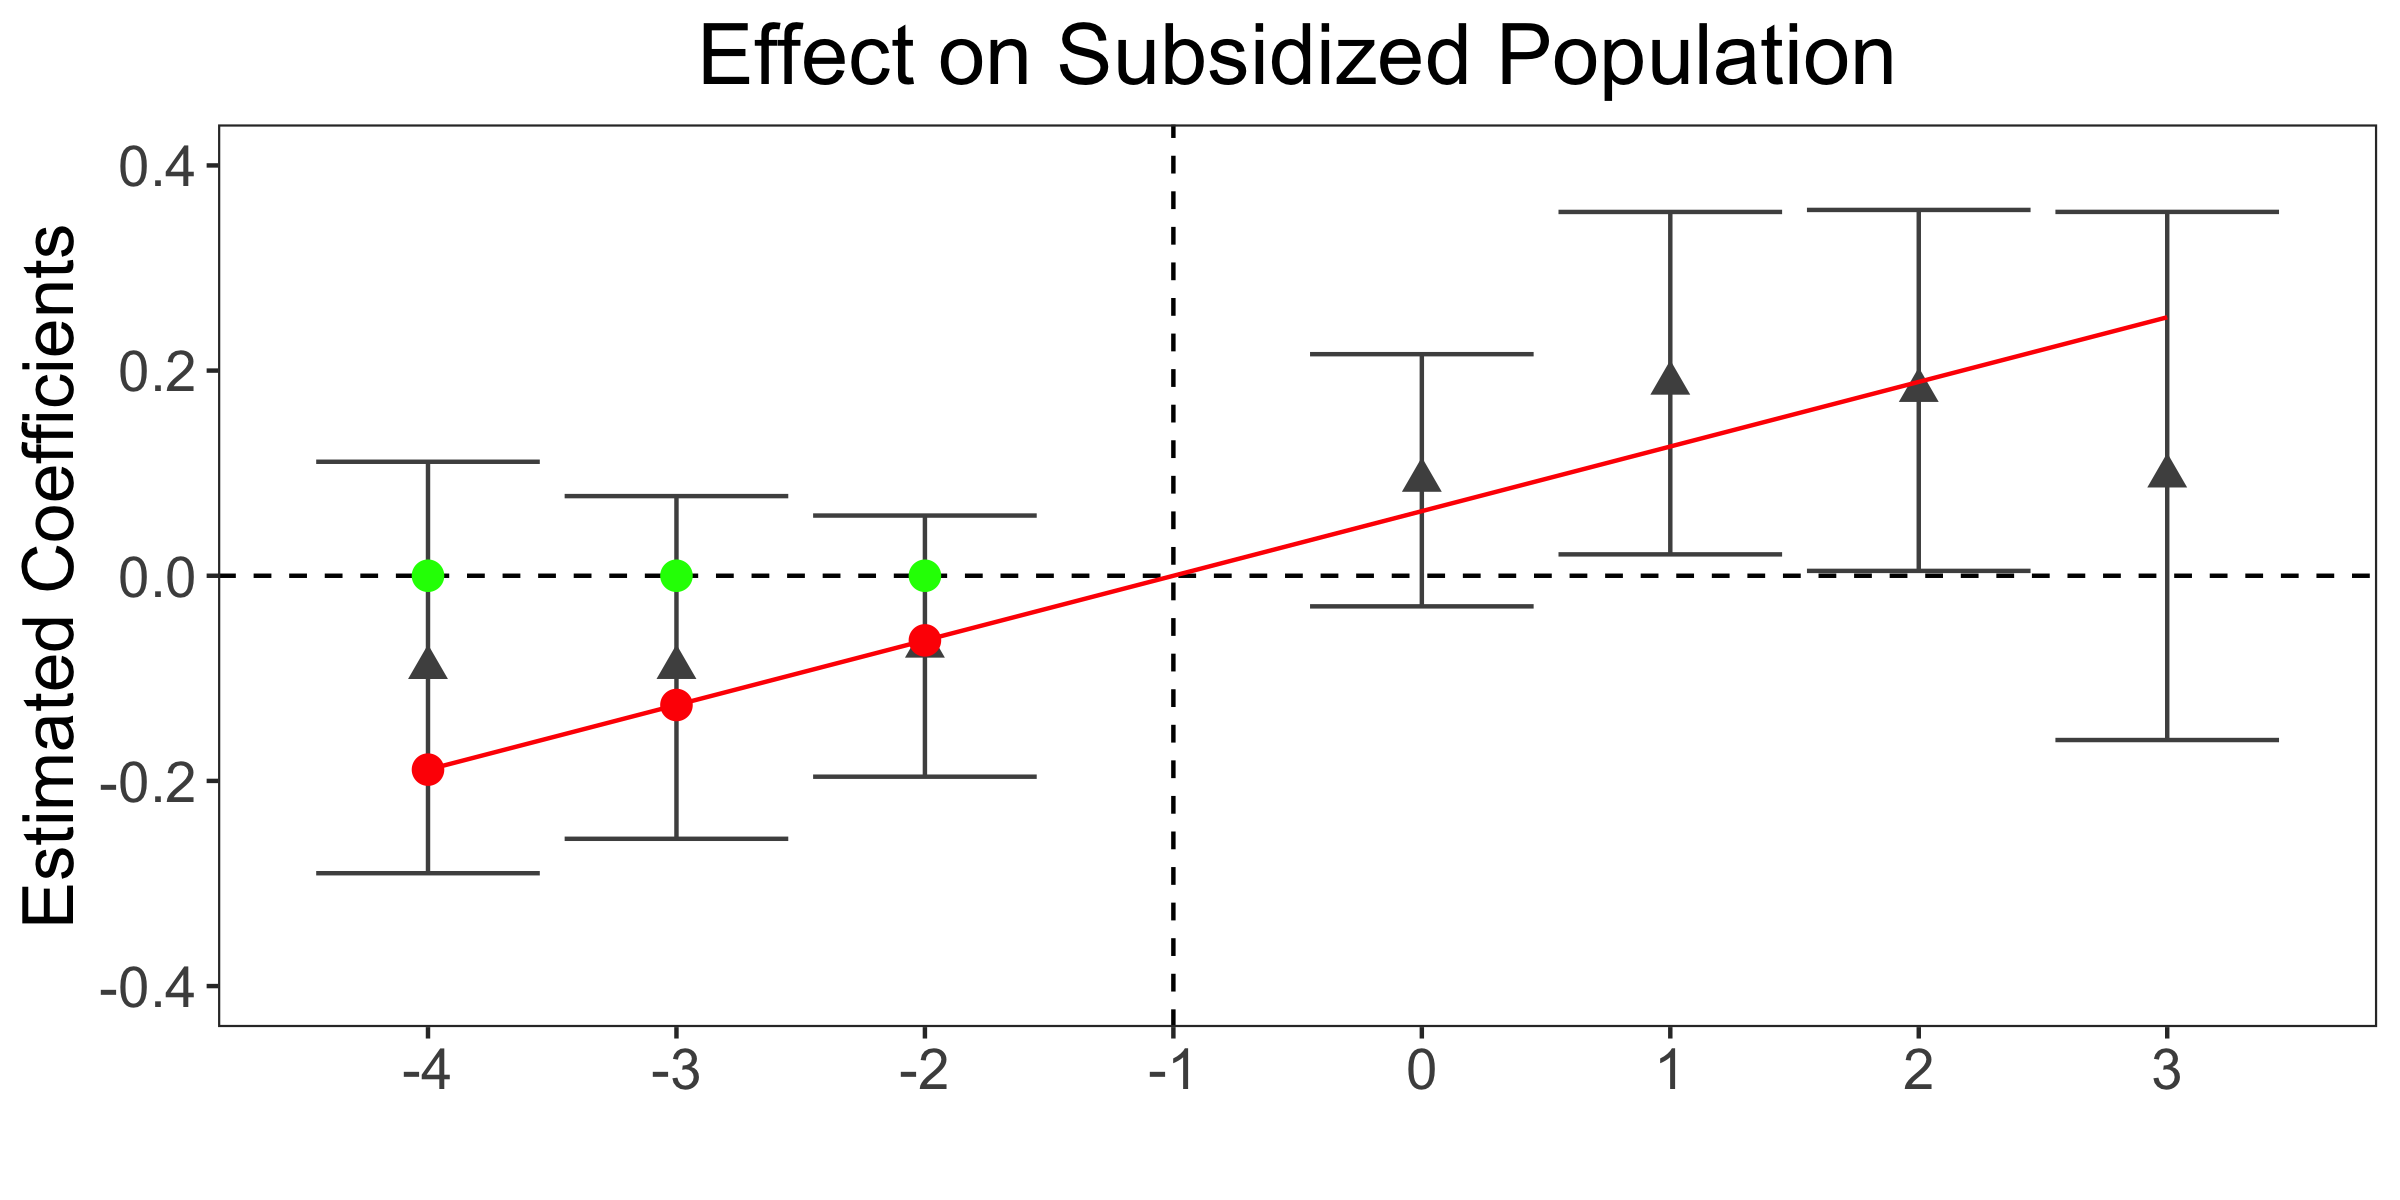 Effect on Subsidized Population
Estimated Coefficients
0.4
0.2
0.0
-0.2
-0.4
-4 -3 -2 -1 0 1 2 3